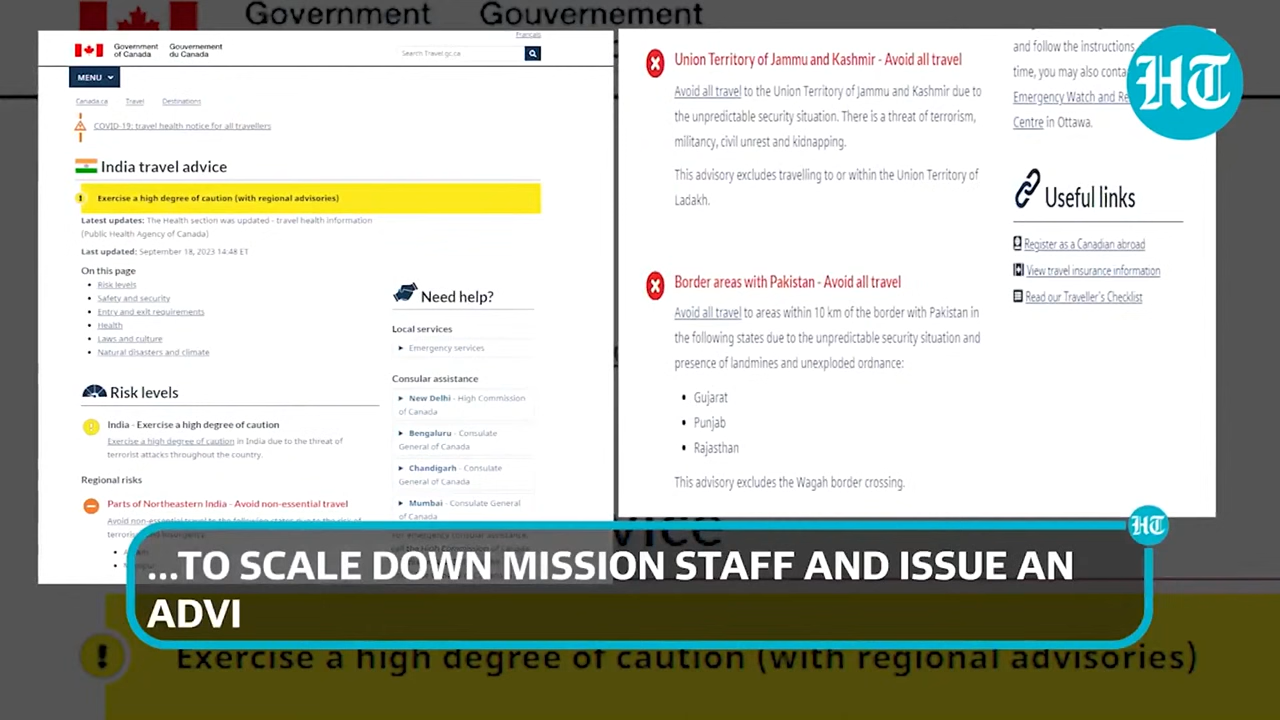 Government Gouvernement
Français
Government Gouvernement
of Canada du Canada
Search Travel.gc.ca
MENU
Canada.ca Travel Destinations
COVID-19: travel health notice for all travellers
India travel advice
Exercise a high degree of caution (with regional advisories)
Latest updates: The Health section was updated - travel health information
(Public Health Agency of Canada)
Last updated: September 18, 2023 14:48 ET
On this page
Risk levels
Safety and security
Entry and exit requirements
Health
Laws and culture
Natural disasters and climate
Risk levels
India - Exercise a high degree of caution
Exercise a high degree of caution in India due to the threat of
terrorist attacks throughout the country.
Regional risks
Parts of Northeastern India - Avoid non-essential travel
Need help?
Local services
Emergency services
Consular assistance
New Delhi - High Commission
of Canada
Bengaluru - Consulate
General of Canada
Chandigarh - Consulate
General of Canada
Mumbai - Consulate General
of Canada
Union Territory of Jammu and Kashmir - Avoid all travel
Avoid all travel to the Union Territory of Jammu and Kashmir due to
the unpredictable security situation. There is a threat of terrorism,
militancy, civil unrest and kidnapping.
This advisory excludes travelling to or within the Union Territory of
Ladakh.
Border areas with Pakistan - Avoid all travel
Avoid all travel to areas within 10 km of the border with Pakistan in
the following states due to the unpredictable security situation and
presence of landmines and unexploded ordnance:
Gujarat
Punjab
Rajasthan
This advisory excludes the Wagah border crossing.
and follow the instructions.
time, you may also
Emergency Watch and
Centre in Ottawa.
Useful links
Register as a Canadian abroad
View travel insurance information
Read our Traveller's Checklist
HT
HT
...TO SCALE DOWN MISSION STAFF AND ISSUE AN
ADVI
Exercise a high degree of caution (with regional advisories)